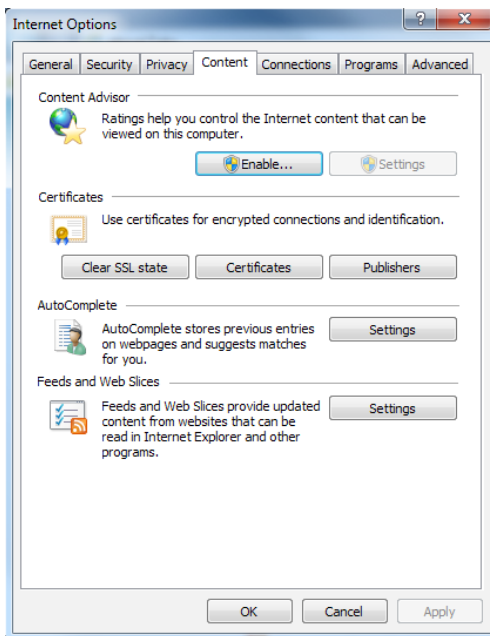 Internet Options
?
X
General Security Privacy Content Connections Programs Advanced
Content Advisor
Ratings help you control the Internet content that can be
viewed on this computer.
Enable... Settings
Certificates
Use certificates for encrypted connections and identification.
Clear SSL state Certificates Publishers
AutoComplete
AutoComplete stores previous entries
on webpages and suggests matches
for you.
Settings
Feeds and Web Slices
Feeds and Web Slices provide updated
content from websites that can be
read in Internet Explorer and other
programs.
Settings
OK Cancel Apply